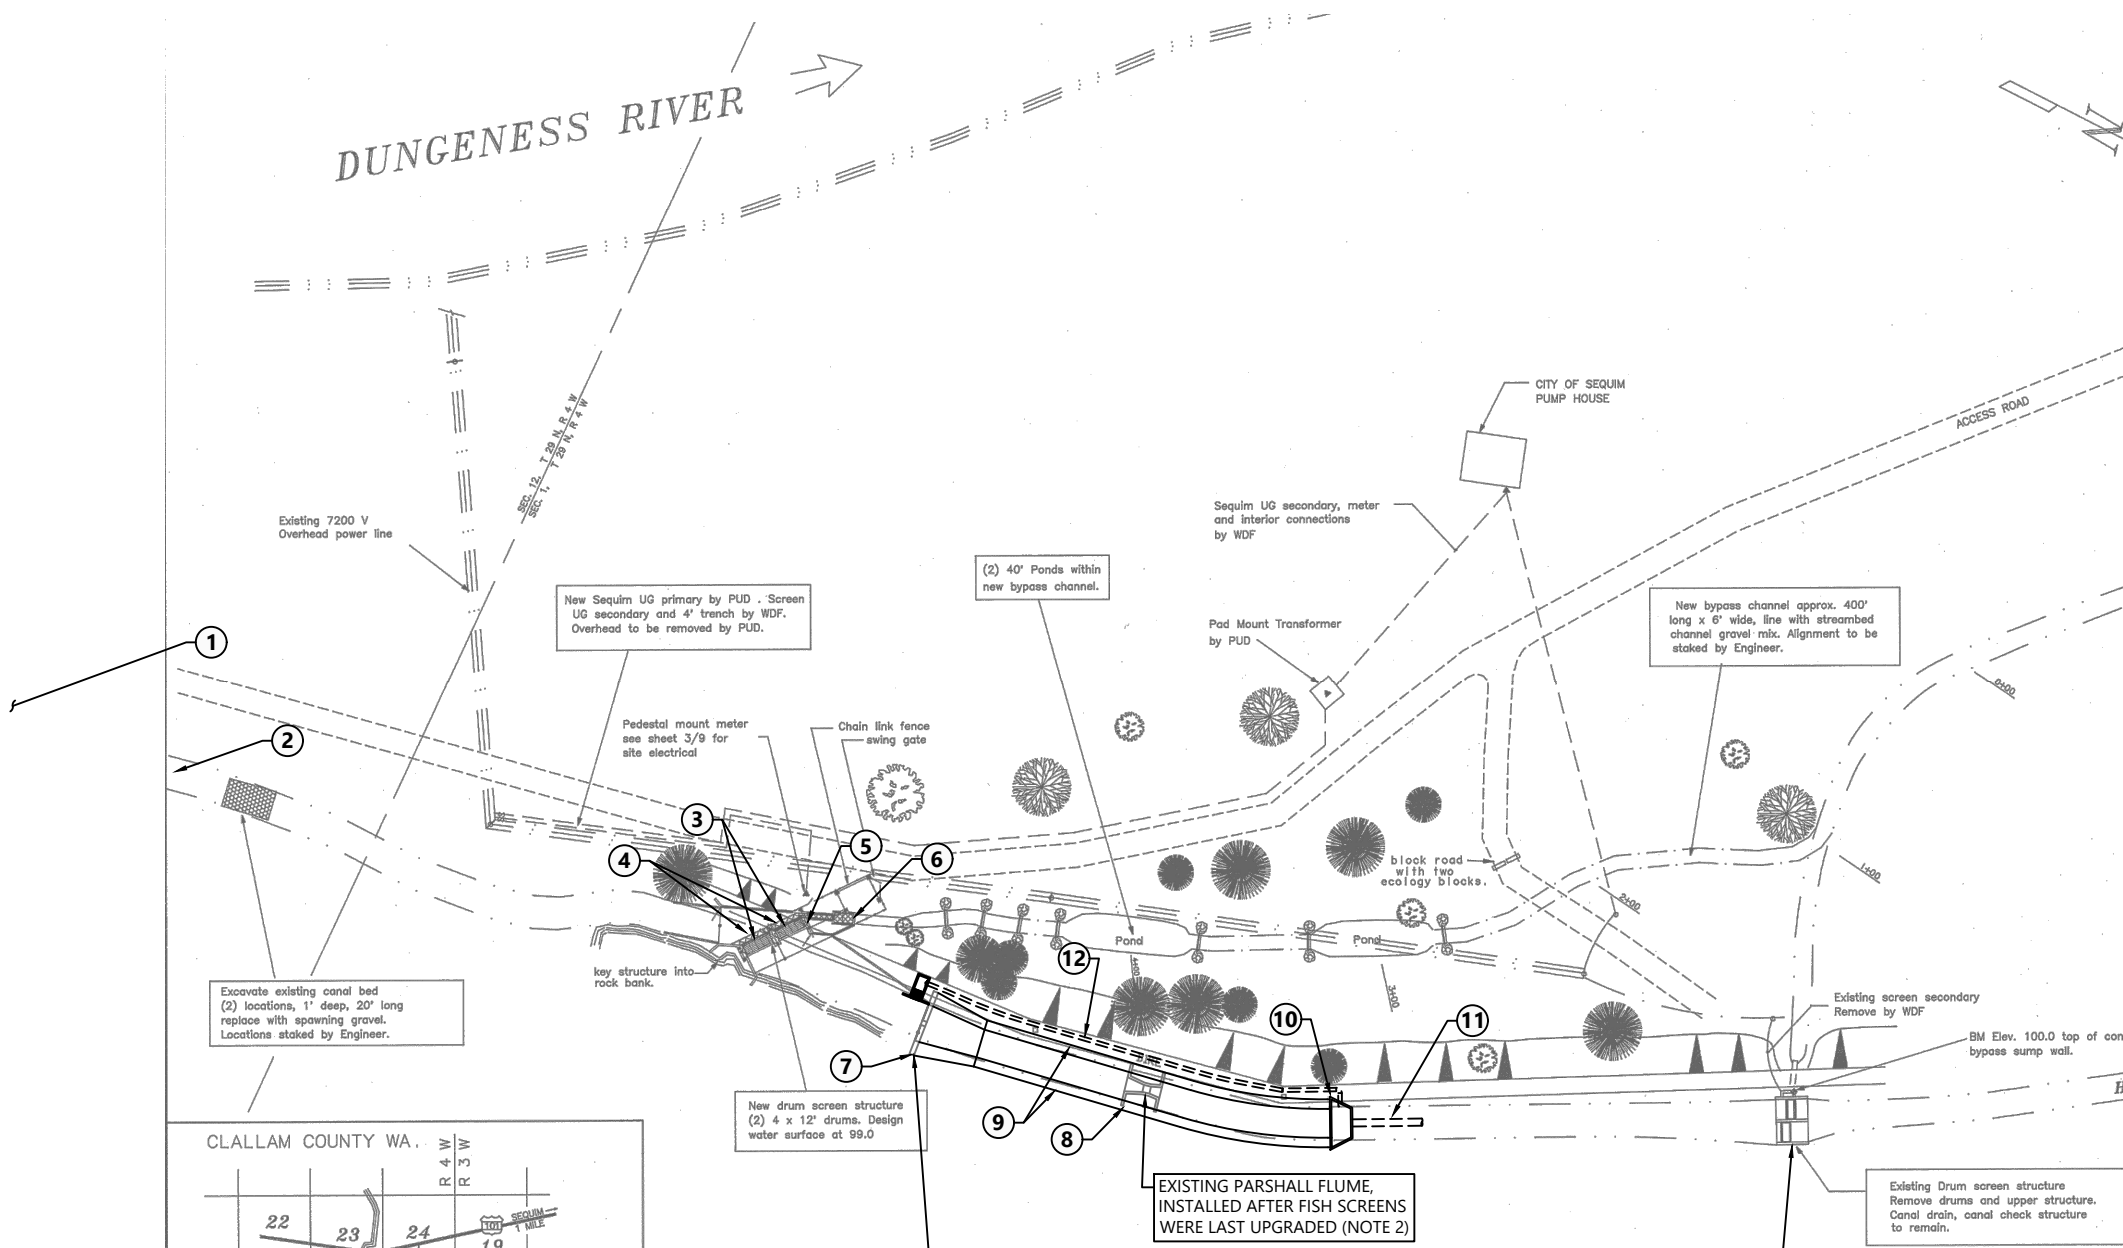 DUNGENESS RIVER
N
CITY OF SEQUIM
PUMP HOUSE
ACCESS ROAD
SEC. 12, T 29 N, R 4 W
SEC. 1, T 29 N, R 4 W
Existing 7200 V
Overhead power line
Sequim UG secondary, meter
and interior connections
by WDF
(2) 40' Ponds within
new bypass channel.
New Sequim UG primary by PUD . Screen
UG secondary and 4' trench by WDF.
Overhead to be removed by PUD.
New bypass channel approx. 400'
long x 6' wide, line with streambed
channel gravel mix. Alignment to be
staked by Engineer.
Pad Mount Transformer
by PUD
1
0+00
2
Pedestal mount meter
see sheet 3/9 for
site electrical
Chain link fence
swing gate
3
4
5
6
block road
with two
ecology blocks.
1+00
2+00
Pond
Pond
12
4+00
3+00
key structure into
rock bank.
Excavate existing canal bed
(2) locations, 1' deep, 20' long
replace with spawning gravel.
Locations staked by Engineer.
Existing screen secondary
Remove by WDF
10
11
BM Elev. 100.0 top of con
bypass sump wall.
7
New drum screen structure
(2) 4 x 12' drums. Design
water surface at 99.0
9
8
EXISTING PARSHALL FLUME,
INSTALLED AFTER FISH SCREENS
WERE LAST UPGRADED (NOTE 2)
Existing Drum screen structure
Remove drums and upper structure.
Canal drain, canal check structure
to remain.
CLALLAM COUNTY WA.
R 4 W
R 3 W
22
23
24
19
101
SEQUIM
1 MILE